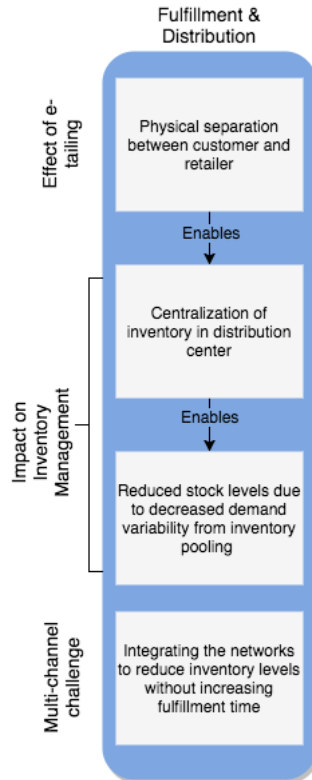 Fulfillment &
Distribution
Effect of e-
tailing
Physical separation
between customer and
retailer
Enables
Impact on
Inventory
Management
Centralization of
inventory in distribution
center
Enables
Reduced stock levels due
to decreased demand
variability from inventory
pooling
Multi-channel
challenge
Integrating the networks
to reduce inventory levels
without increasing
fulfillment time